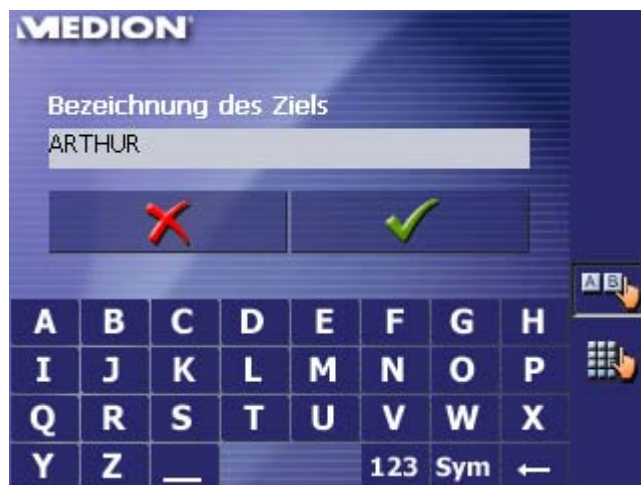 MEDION
Bezeichnung des Ziels
ARTHUR
A B
A B C D E F G H
I J K L M N O P
Q R S T U V W X
Y Z _ 123 Sym ←